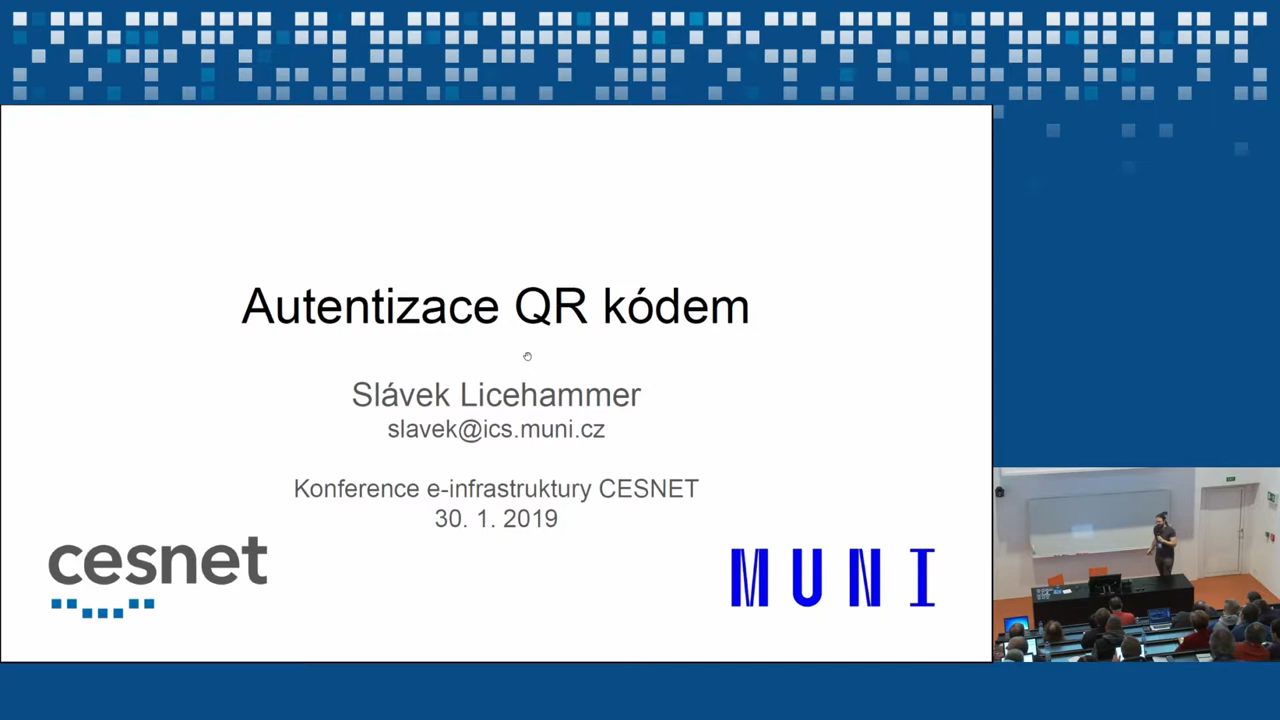 Autentizace QR kódem
Slávek Licehammer
slavek@ics.muni.cz
Konference e-infrastruktury CESNET
30. 1. 2019
cesnet
MUNI